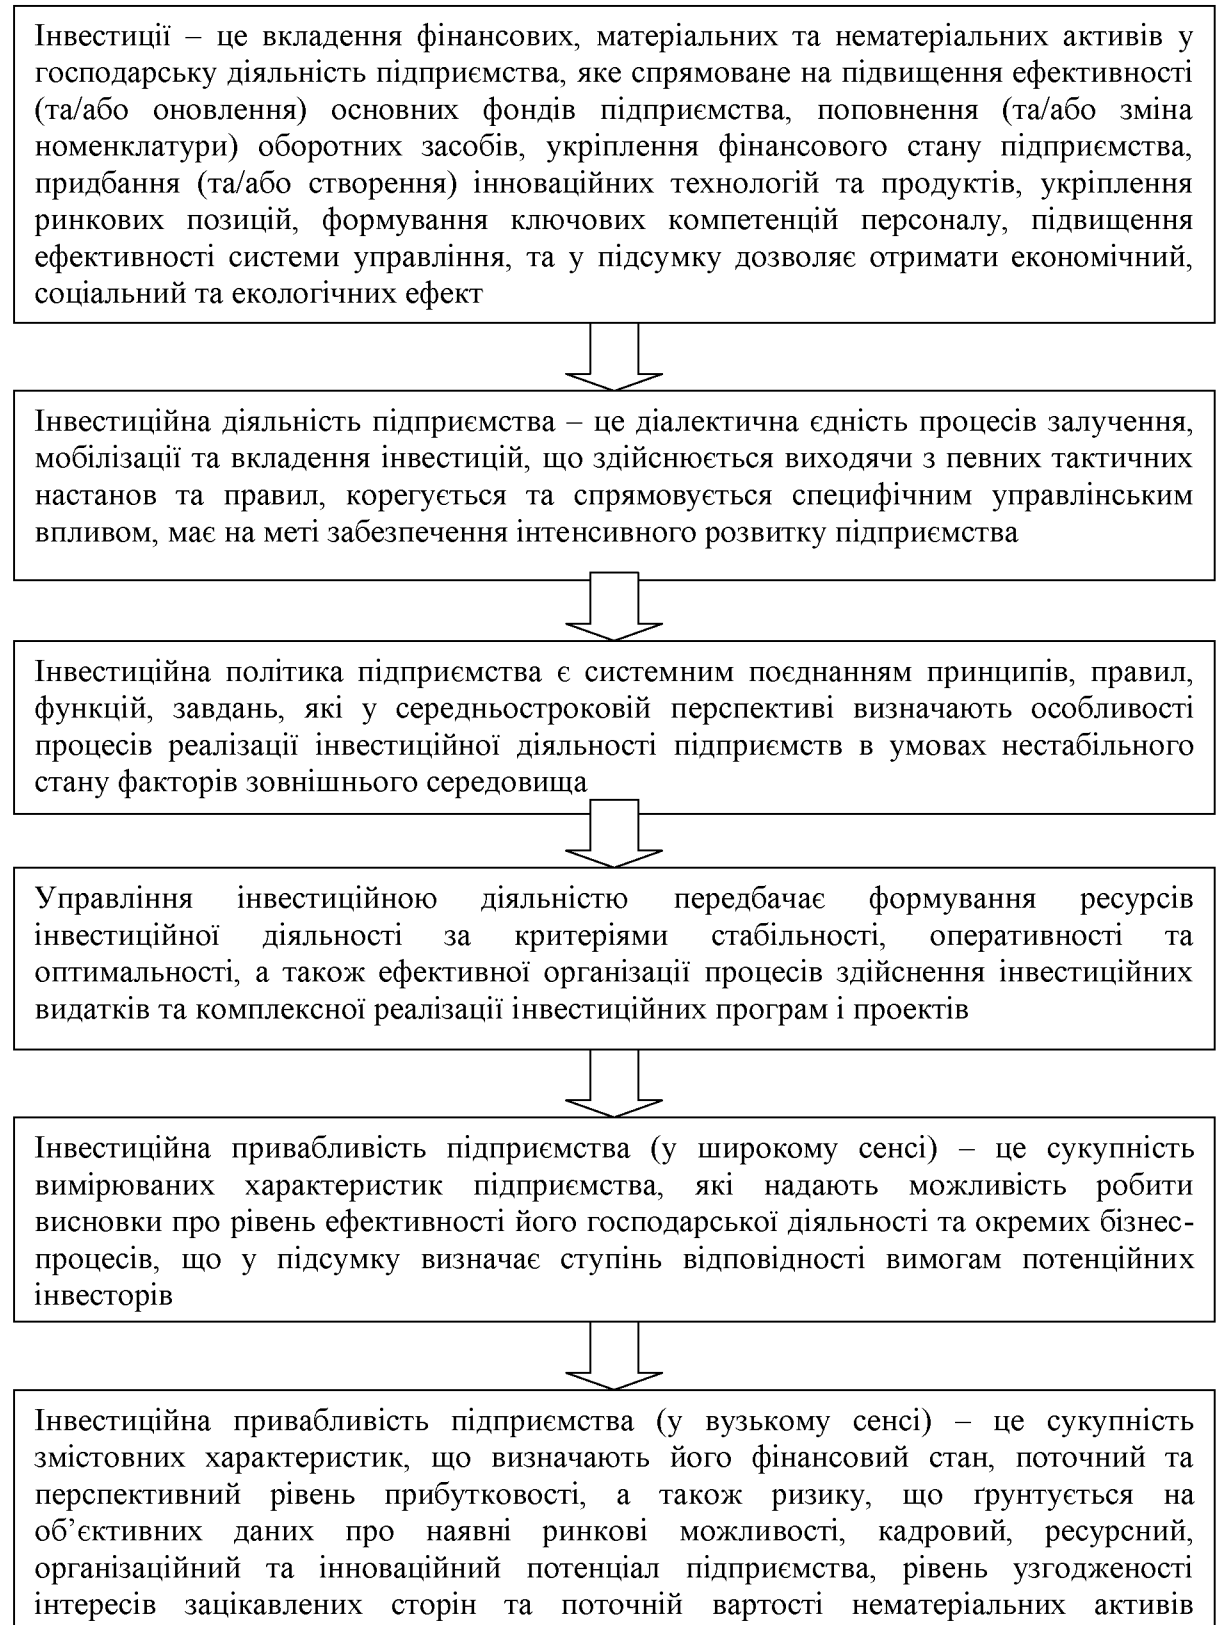 Інвестиції – це вкладення фінансових, матеріальних та нематеріальних активів у
господарську діяльність підприємства, яке спрямоване на підвищення ефективності
(та/або оновлення) основних фондів підприємства, поповнення (та/або зміна
номенклатури) оборотних засобів, укріплення фінансового стану підприємства,
придбання (та/або створення) інноваційних технологій та продуктів, укріплення
ринкових позицій, формування ключових компетенцій персоналу, підвищення
ефективності системи управління, та у підсумку дозволяє отримати економічний,
соціальний та екологічних ефект
Інвестиційна діяльність підприємства – це діалектична єдність процесів залучення,
мобілізації та вкладення інвестицій, що здійснюється виходячи з певних тактичних
настанов та правил, корегується та спрямовується специфічним управлінським
впливом, має на меті забезпечення інтенсивного розвитку підприємства
Інвестиційна політика підприємства є системним поєднанням принципів, правил,
функцій, завдань, які у середньостроковій перспективі визначають особливості
процесів реалізації інвестиційної діяльності підприємств в умовах нестабільного
стану факторів зовнішнього середовища
Управління інвестиційною діяльністю передбачає формування ресурсів
інвестиційної діяльності за критеріями стабільності, оперативності та
оптимальності, а також ефективної організації процесів здійснення інвестиційних
видатків та комплексної реалізації інвестиційних програм і проектів
Інвестиційна привабливість підприємства (у широкому сенсі) – це сукупність
вимірюваних характеристик підприємства, які надають можливість робити
висновки про рівень ефективності його господарської діяльності та окремих бізнес-
процесів, що у підсумку визначає ступінь відповідності вимогам потенційних
інвесторів
Інвестиційна привабливість підприємства (у вузькому сенсі) – це сукупність
змістовних характеристик, що визначають його фінансовий стан, поточний та
перспективний рівень прибутковості, а також ризику, що ґрунтується на
об’єктивних даних про наявні ринкові можливості, кадровий, ресурсний,
організаційний та інноваційний потенціал підприємства, рівень узгодженості
інтересів зацікавлених сторін та поточній вартості нематеріальних активів